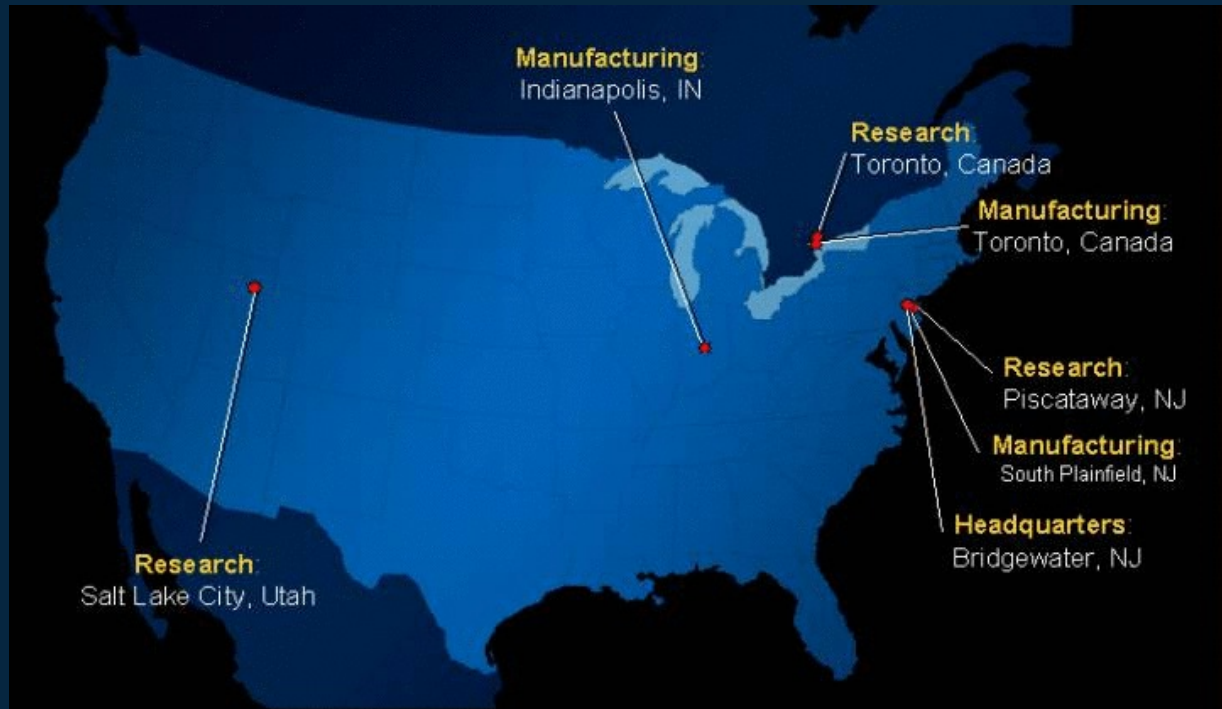 Manufacturing:
Indianapolis, IN
Research:
Toronto, Canada
Manufacturing:
Toronto, Canada
Research:
Piscataway, NJ
Manufacturing:
South Plainfield, NJ
Headquarters:
Bridgewater, NJ
Research:
Salt Lake City, Utah